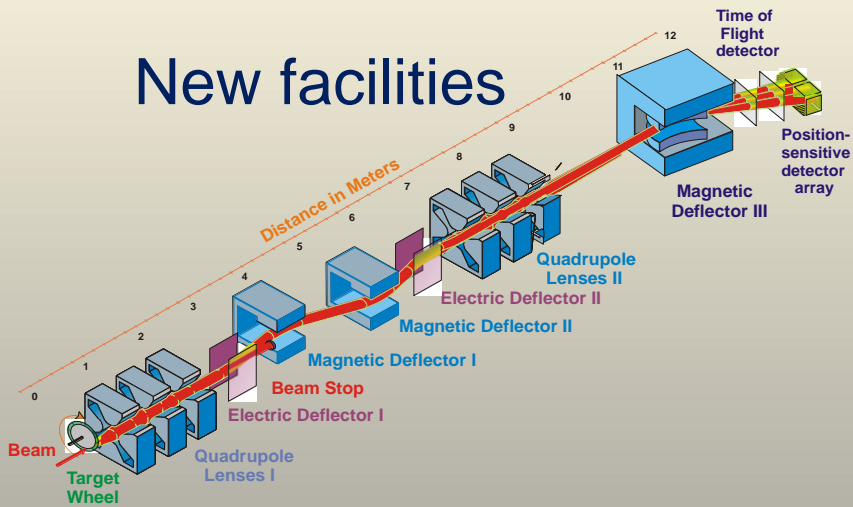 New facilities
Time of
Flight
detector
Position-
sensitive
detector
array
Magnetic
Deflector III
Distance in Meters
0
1
2
3
4
5
6
7
8
9
10
11
12
Quadrupole
Lenses II
Electric Deflector II
Magnetic Deflector II
Magnetic Deflector I
Beam Stop
Electric Deflector I
Quadrupole
Lenses I
Beam
Target
Wheel